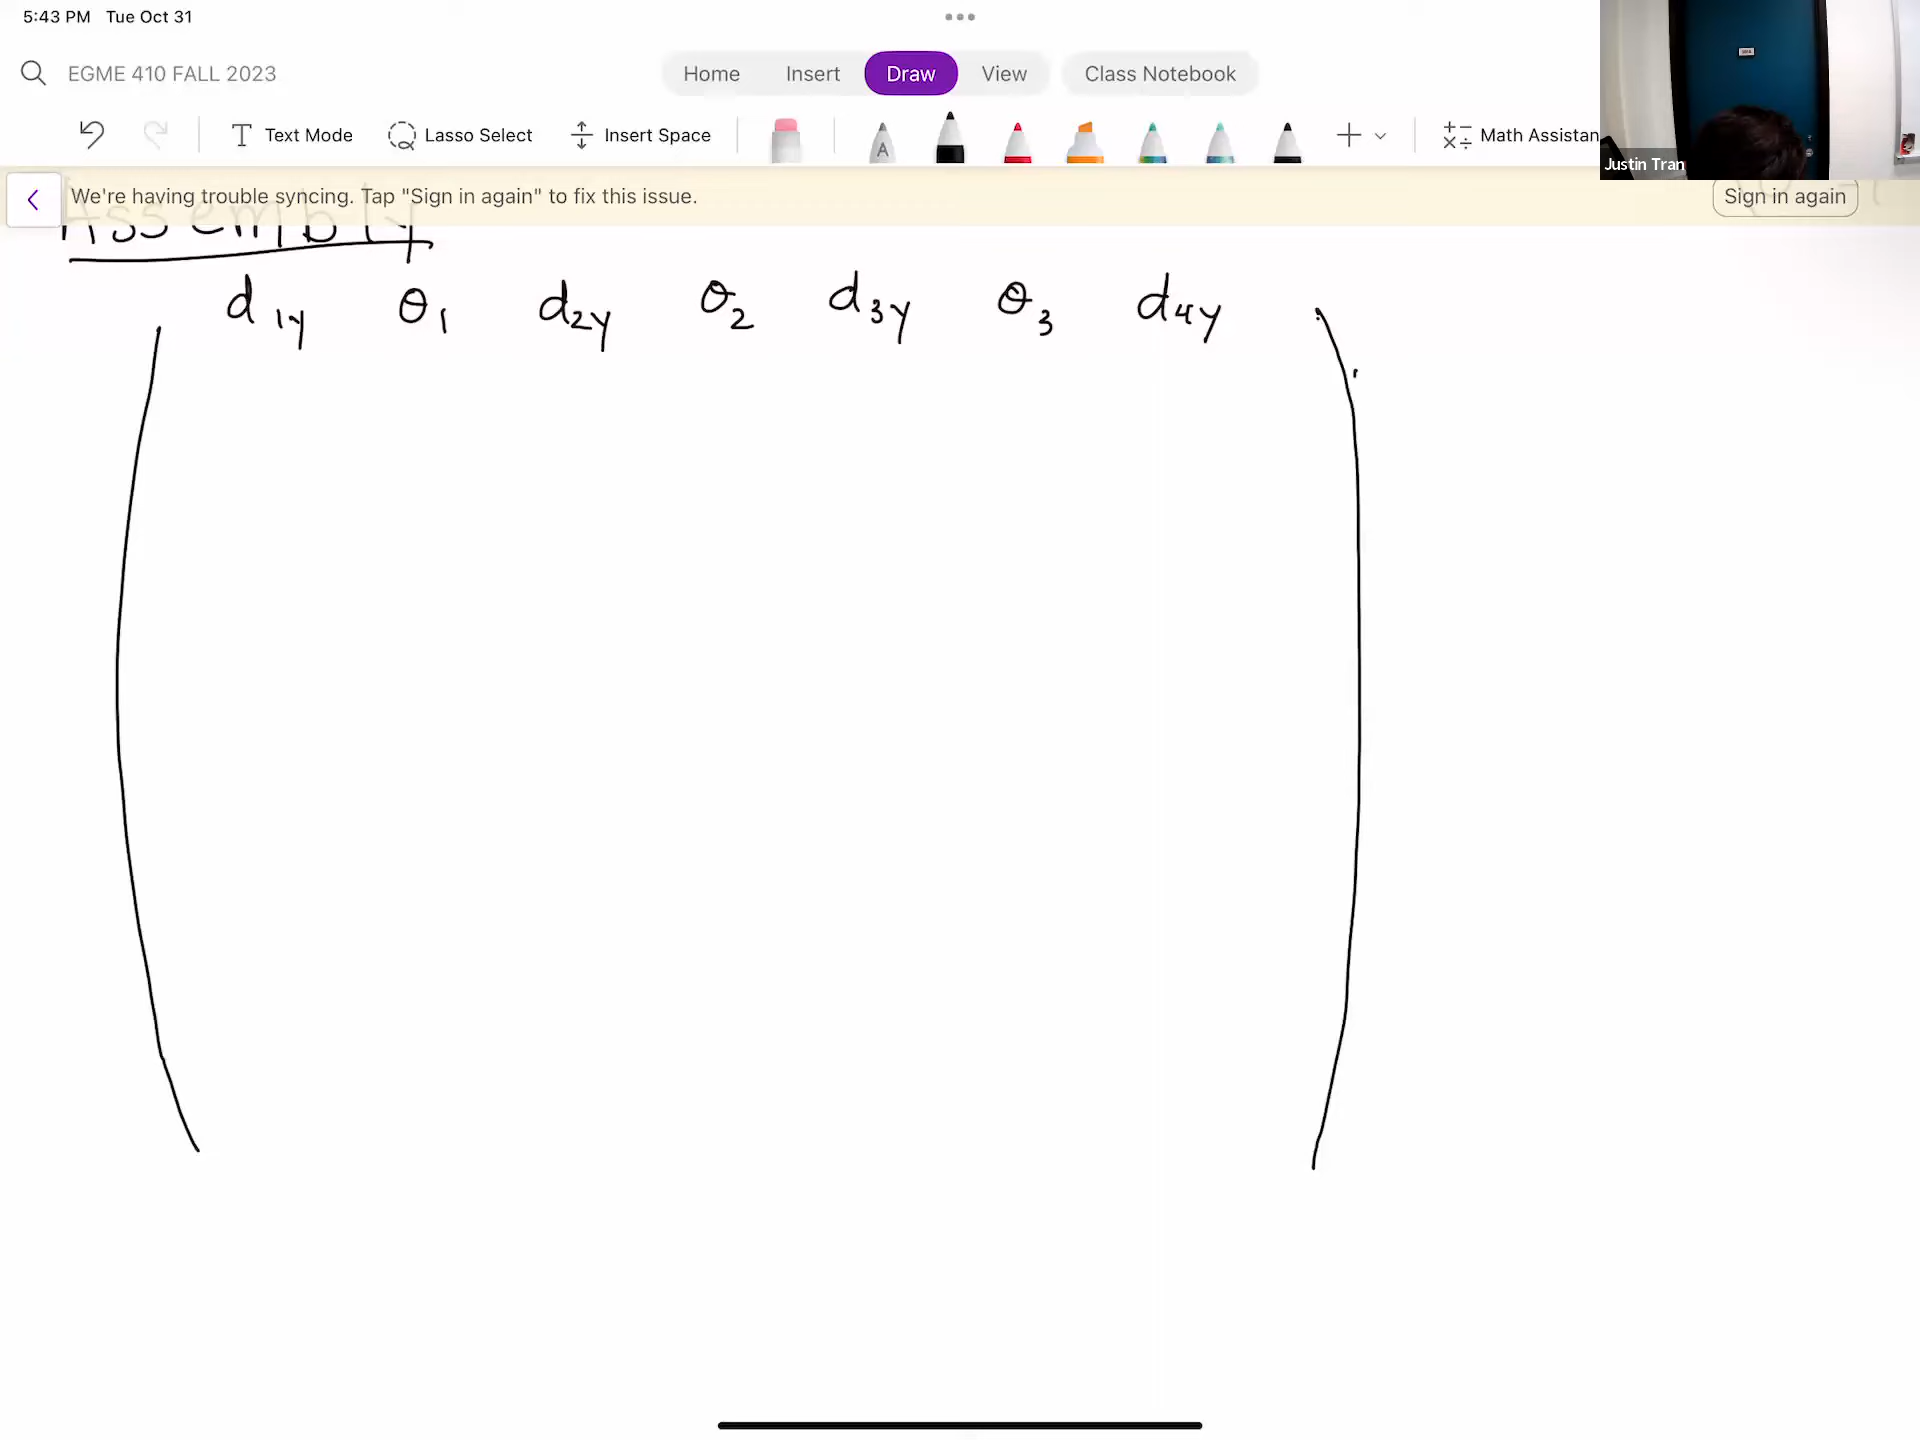 5:43 PM Tue Oct 31
EGME 410 FALL 2023
Home Insert Draw View Class Notebook
T Text Mode Lasso Select Insert Space A Math Assistan
Justin Tran
We're having trouble syncing. Tap "Sign in again" to fix this issue. Sign in again
Assembly
d1y θ1 d2y θ2 d3y θ3 d4y